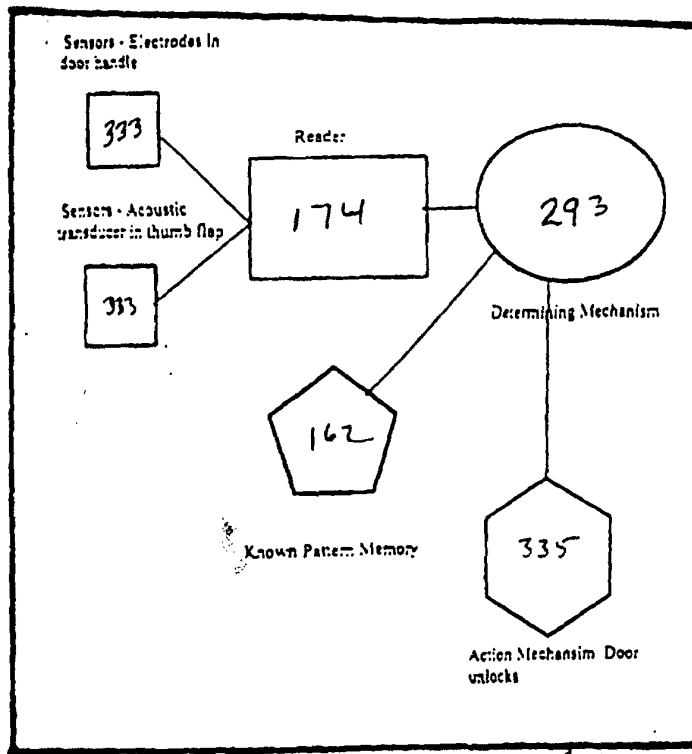 Sensors - Electrodes In
door handle
333
Reader
174
293
Sensors - Acoustic
transducer in thumb flap
333
Determining Mechanism
162
Known Pattern Memory
335
Action Mechansim Door
unlocks